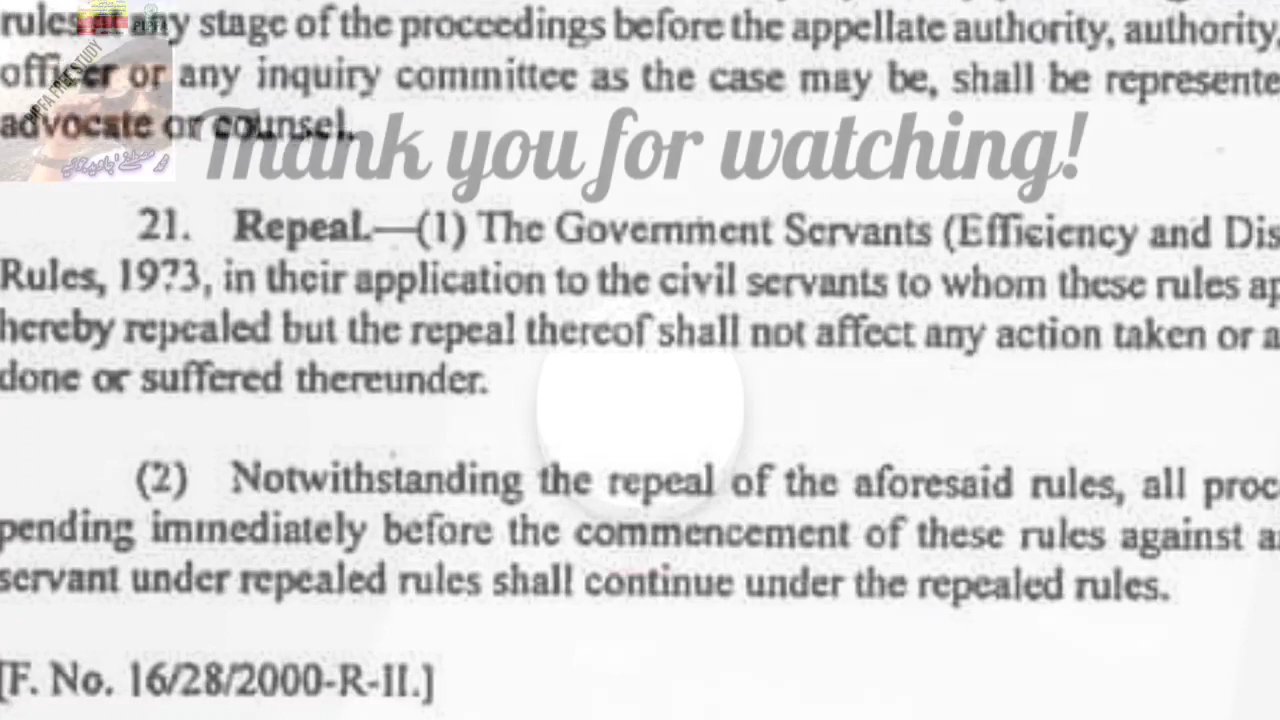 rules at any stage of the proceedings before the appellate authority, authority,
officer or any inquiry committee as the case may be, shall be represente
advocate or counsel.
Thank you for watching!
21. Repeal.—(1) The Government Servants (Efficiency and Dis
Rules, 1973, in their application to the civil servants to whom these rules ap
hereby repealed but the repeal thereof shall not affect any action taken or a
done or suffered thereunder.
(2) Notwithstanding the repeal of the aforesaid rules, all proc
pending immediately before the commencement of these rules against a
servant under repealed rules shall continue under the repealed rules.
[F. No. 16/28/2000-R-II.]